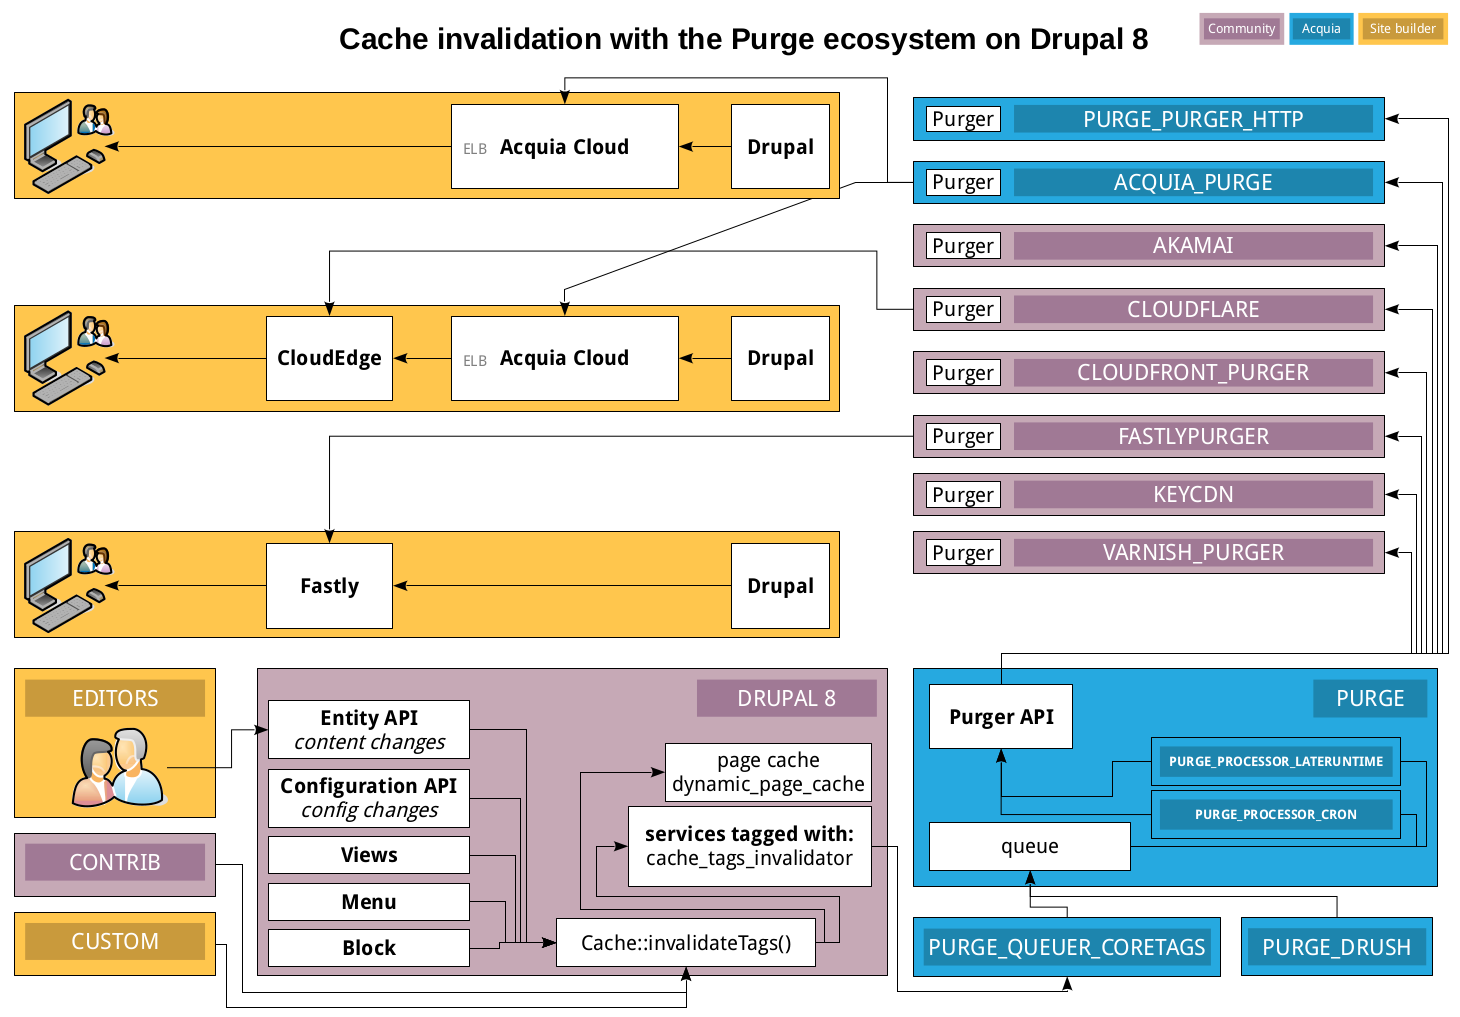 Cache invalidation with the Purge ecosystem on Drupal 8
Community
Acquia
Site builder
ELB
Acquia Cloud
Drupal
CloudEdge
ELB
Acquia Cloud
Drupal
Fastly
Drupal
Purger
PURGE_PURGER_HTTP
Purger
ACQUIA_PURGE
Purger
AKAMAI
Purger
CLOUDFLARE
Purger
CLOUDFRONT_PURGER
Purger
FASTLYPURGER
Purger
KEYCDN
Purger
VARNISH_PURGER
EDITORS
CONTRIB
CUSTOM
DRUPAL 8
Entity API
content changes
Configuration API
config changes
Views
Menu
Block
page cache
dynamic_page_cache
services tagged with:
cache_tags_invalidator
Cache::invalidateTags()
PURGE
Purger API
PURGE_PROCESSOR_LATERUNTIME
PURGE_PROCESSOR_CRON
queue
PURGE_QUEUER_CORETAGS
PURGE_DRUSH